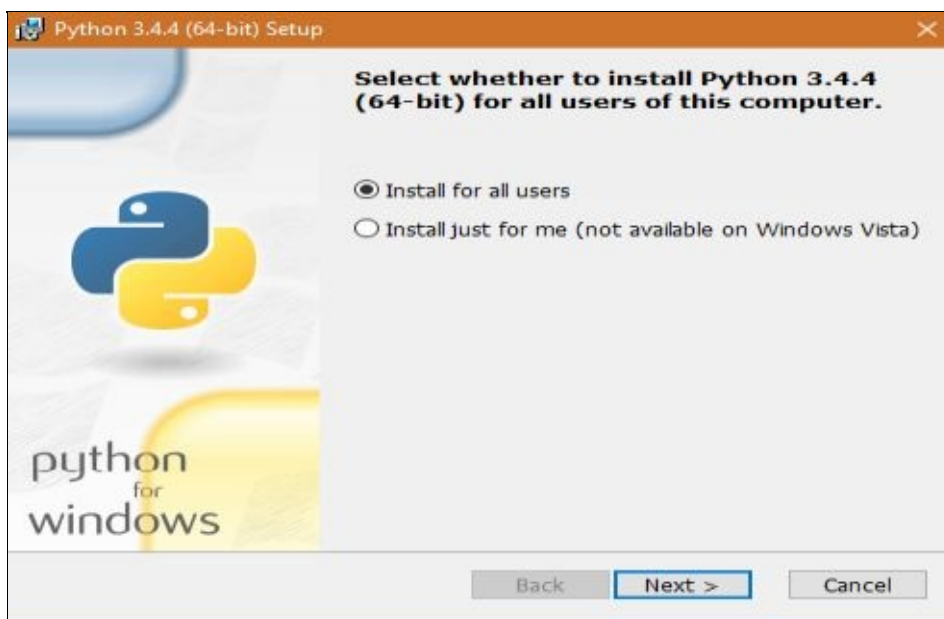 Python 3.4.4 (64-bit) Setup
Select whether to install Python 3.4.4
(64-bit) for all users of this computer.
Install for all users
Install just for me (not available on Windows Vista)
python
for
windows
Back
Next >
Cancel